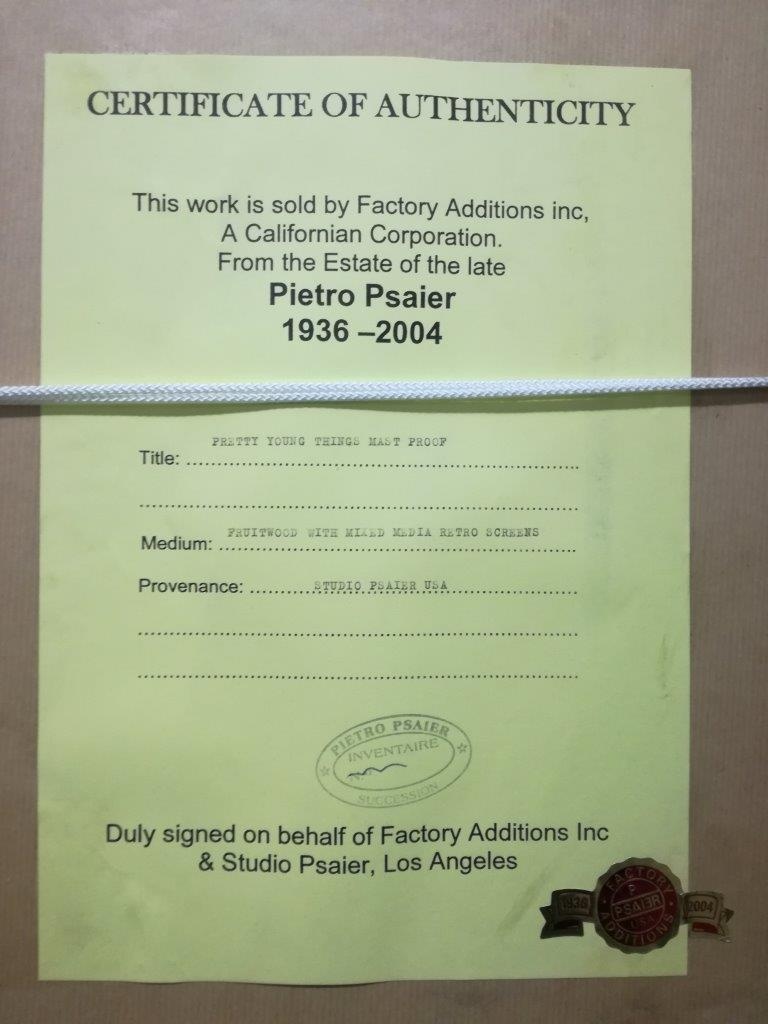 CERTIFICATE OF AUTHENTICITY
This work is sold by Factory Additions inc,
A Californian Corporation.
From the Estate of the late
Pietro Psaier
1936 –2004
PRETTY YOUNG THINGS MAST PROOF
Title:
FRUITWOOD WITH MIXED MEDIA RETRO SCREENS
Medium:
Provenance: STUDIO PSAIER USA
PIETRO PSAIER
INVENTAIRE
SUCCESSION
Duly signed on behalf of Factory Additions Inc
& Studio Psaier, Los Angeles
FACTORY
P
1936 PSAIER 2004
USA
ADDITIONS